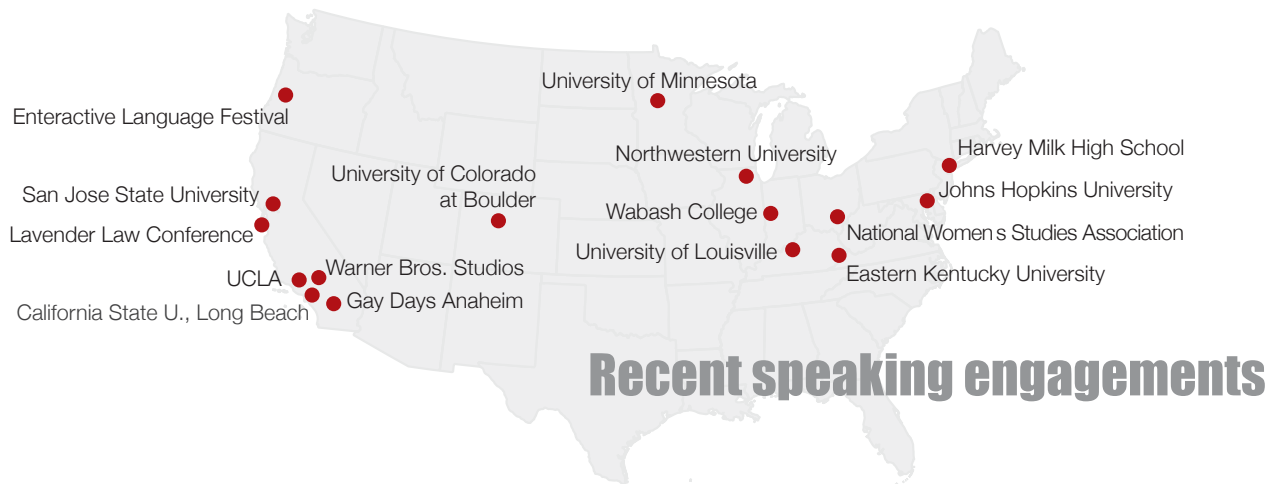 University of Minnesota
Enteractive Language Festival
Harvey Milk High School
Northwestern University
University of Colorado
at Boulder
San Jose State University
Johns Hopkins University
Wabash College
Lavender Law Conference
National Women s Studies Association
University of Louisville
Eastern Kentucky University
Warner Bros. Studios
UCLA
Gay Days Anaheim
California State U., Long Beach
Recent speaking engagements